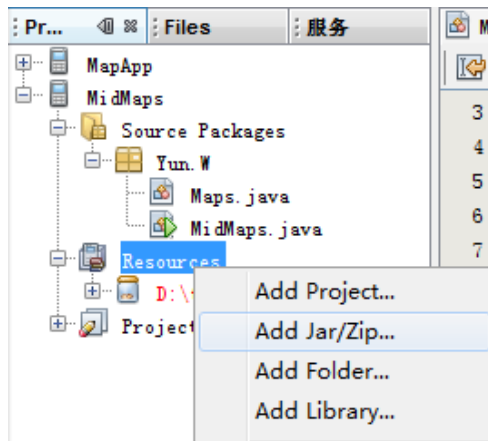 Pr... Files 服务
MapApp
MidMaps
Source Packages
Yun.W
Maps.java
MidMaps.java
Resources
D:\
Project
Add Project...
Add Jar/Zip...
Add Folder...
Add Library...
M
3
4
5
6
7